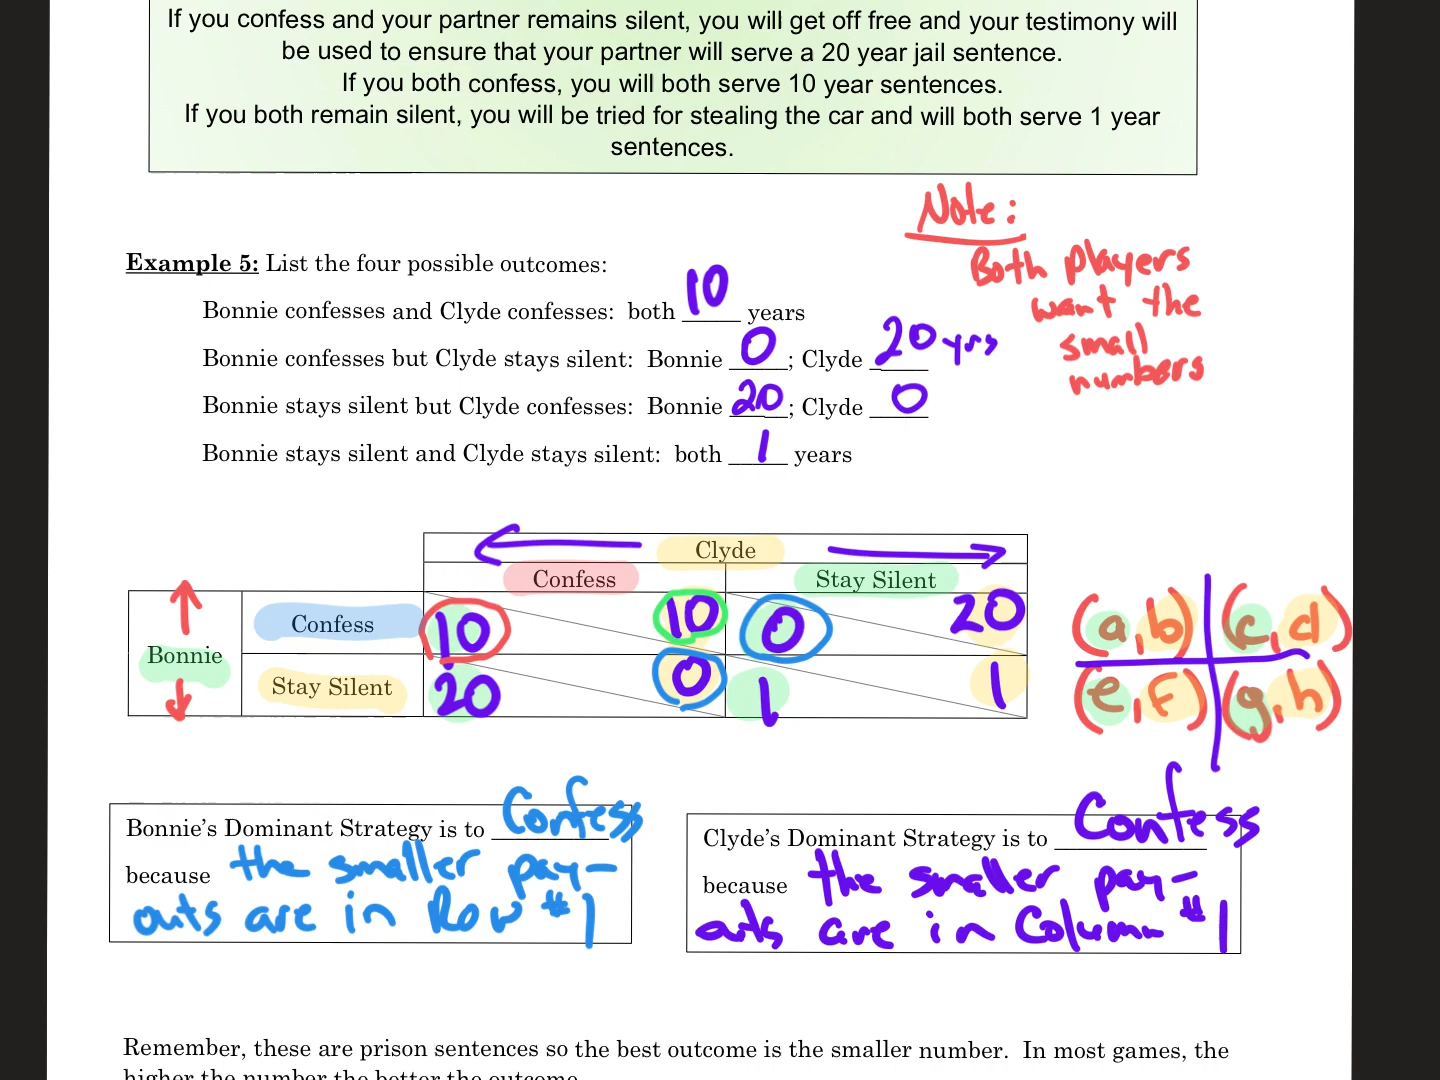 If you confess and your partner remains silent, you will get off free and your testimony will
be used to ensure that your partner will serve a 20 year jail sentence.
If you both confess, you will both serve 10 year sentences.
If you both remain silent, you will be tried for stealing the car and will both serve 1 year
sentences.
Note:
Both players
want the
small
numbers
Example 5: List the four possible outcomes:
Bonnie confesses and Clyde confesses: both 10 years
Bonnie confesses but Clyde stays silent: Bonnie 0; Clyde 20 yrs
Bonnie stays silent but Clyde confesses: Bonnie 20; Clyde 0
Bonnie stays silent and Clyde stays silent: both 1 years
Clyde
Confess Stay Silent
Bonnie
Confess 10 10 0 20
Stay Silent 20 0 1 1
(a,b) (c,d)
(e,f) (g,h)
Bonnie's Dominant Strategy is to Confess
because the smaller pay-
outs are in Row #1
Clyde's Dominant Strategy is to Confess
because the smaller pay-
outs are in Column #1
Remember, these are prison sentences so the best outcome is the smaller number. In most games, the
higher the number the better the outcome.